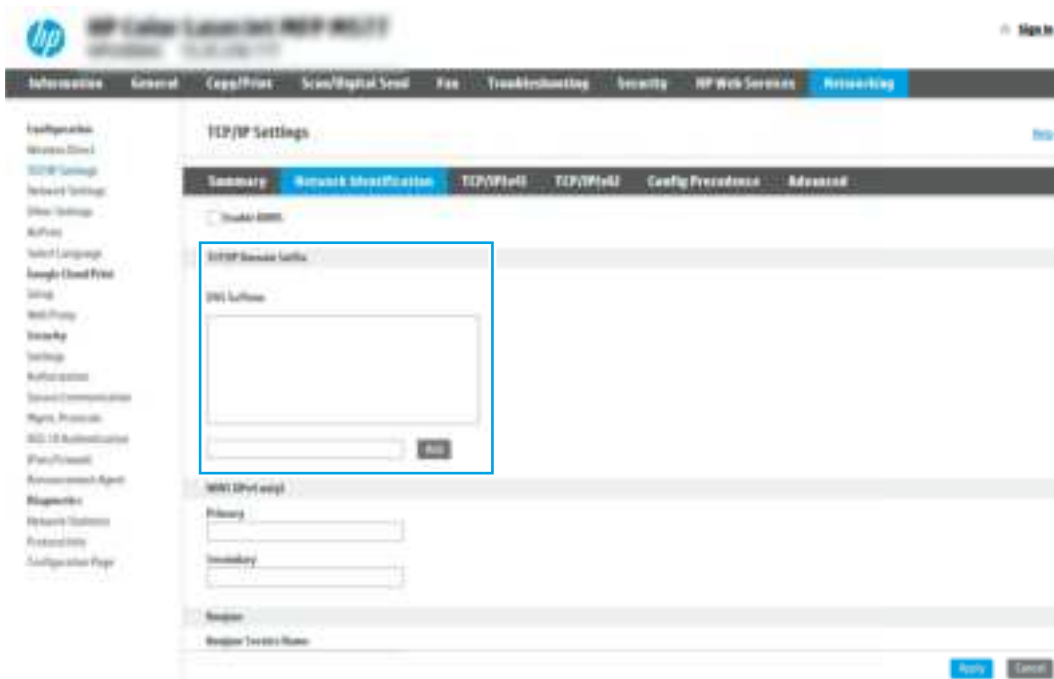 hp
Sign In
Information General Copy/Print Scan/Digital Send Fax Troubleshooting Security HP Web Services Networking
Configuration
Wireless Direct
TCP/IP Settings
Network Settings
Other Settings
AirPrint
Select Language
Google Cloud Print
Setup
Web Proxy
Security
Settings
Authorization
Secure Communication
Mgmt. Protocols
802.1X Authentication
IPsec/Firewall
Announcement Agent
Diagnostics
Network Statistics
Protocol Info
Configuration Page
TCP/IP Settings
Help
Summary Network Identification TCP/IP(v4) TCP/IP(v6) Config Precedence Advanced
Enable DDNS
TCP/IP Domain Suffix
DNS Suffixes
Add
WINS (IPv4 only)
Primary
Secondary
Bonjour
Bonjour Service Name
Apply Cancel